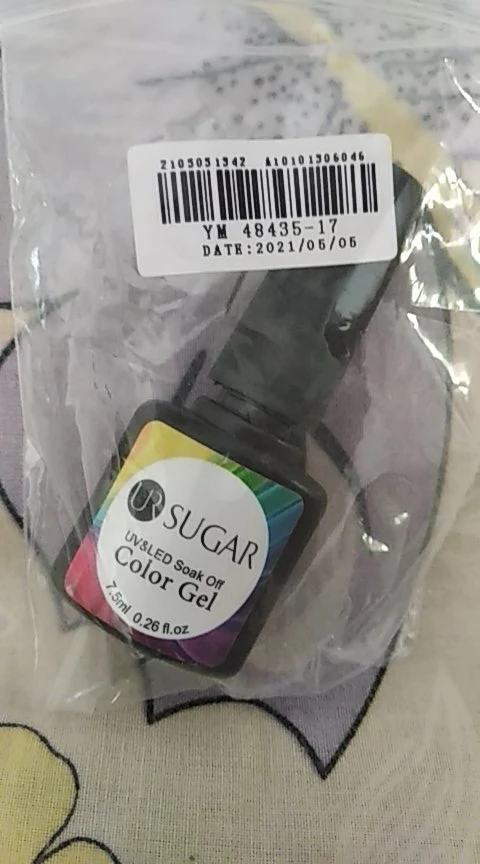 2105051342 A10101306046
YM 48435-17
DATE:2021/05/05
UR SUGAR
UV&LED Soak Off
Color Gel
7.5ml 0.26 fl.oz